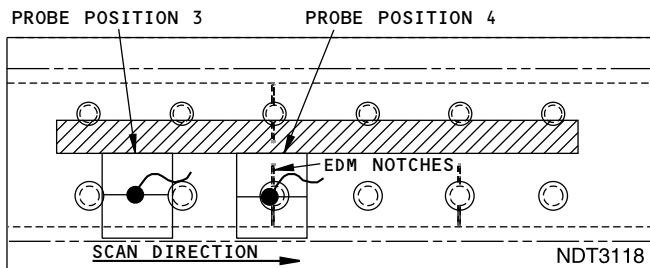 PROBE POSITION 3
PROBE POSITION 4
EDM NOTCHES
SCAN DIRECTION
NDT3118